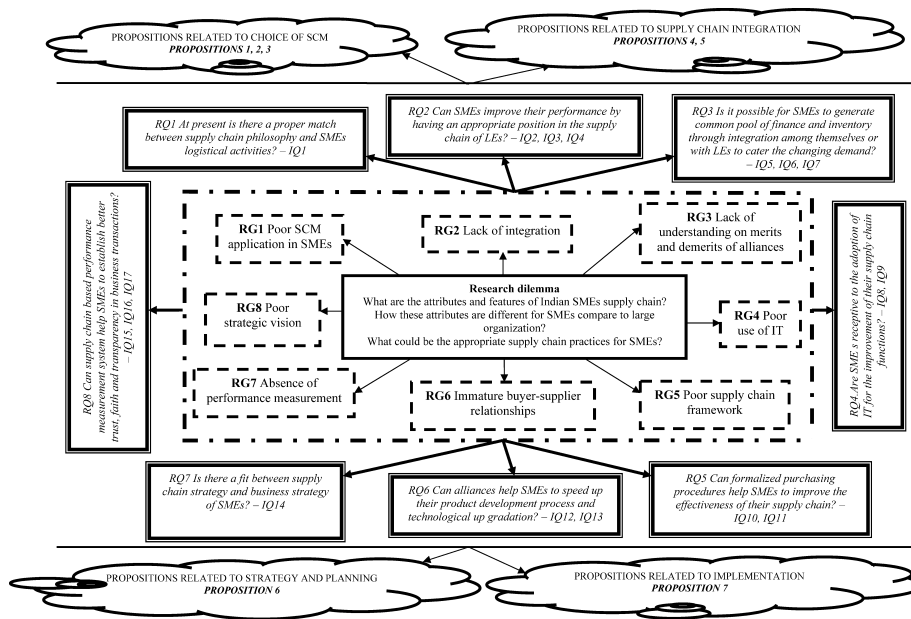 PROPOSITIONS RELATED TO CHOICE OF SCM
PROPOSITIONS 1, 2, 3
PROPOSITIONS RELATED TO SUPPLY CHAIN INTEGRATION
PROPOSITIONS 4, 5
RQ1 At present is there a proper match
between supply chain philosophy and SMEs
logistical activities? – IQ1
RQ2 Can SMEs improve their performance by
having an appropriate position in the supply
chain of LEs? – IQ2, IQ3, IQ4
RQ3 Is it possible for SMEs to generate
common pool of finance and inventory
through integration among themselves or
with LEs to cater the changing demand?
– IQ5, IQ6, IQ7
RQ8 Can supply chain based performance
measurement system help SMEs to establish better
trust, faith and transparency in business transactions?
– IQ15, IQ16, IQ17
RG1 Poor SCM
application in SMEs
RG2 Lack of integration
RG3 Lack of
understanding on merits
and demerits of alliances
RG8 Poor
strategic vision
Research dilemma
What are the attributes and features of Indian SMEs supply chain?
How these attributes are different for SMEs compare to large
organization?
What could be the appropriate supply chain practices for SMEs?
RG4 Poor
use of IT
RQ4 Are SME s receptive to the adoption of
IT for the improvement of their supply chain
functions? – IQ8, IQ9
RG7 Absence of
performance measurement
RG6 Immature buyer-supplier
relationships
RG5 Poor supply chain
framework
RQ7 Is there a fit between supply
chain strategy and business strategy
of SMEs? – IQ14
RQ6 Can alliances help SMEs to speed up
their product development process and
technological up gradation? – IQ12, IQ13
RQ5 Can formalized purchasing
procedures help SMEs to improve the
effectiveness of their supply chain? –
IQ10, IQ11
PROPOSITIONS RELATED TO STRATEGY AND PLANNING
PROPOSITION 6
PROPOSITIONS RELATED TO IMPLEMENTATION
PROPOSITION 7